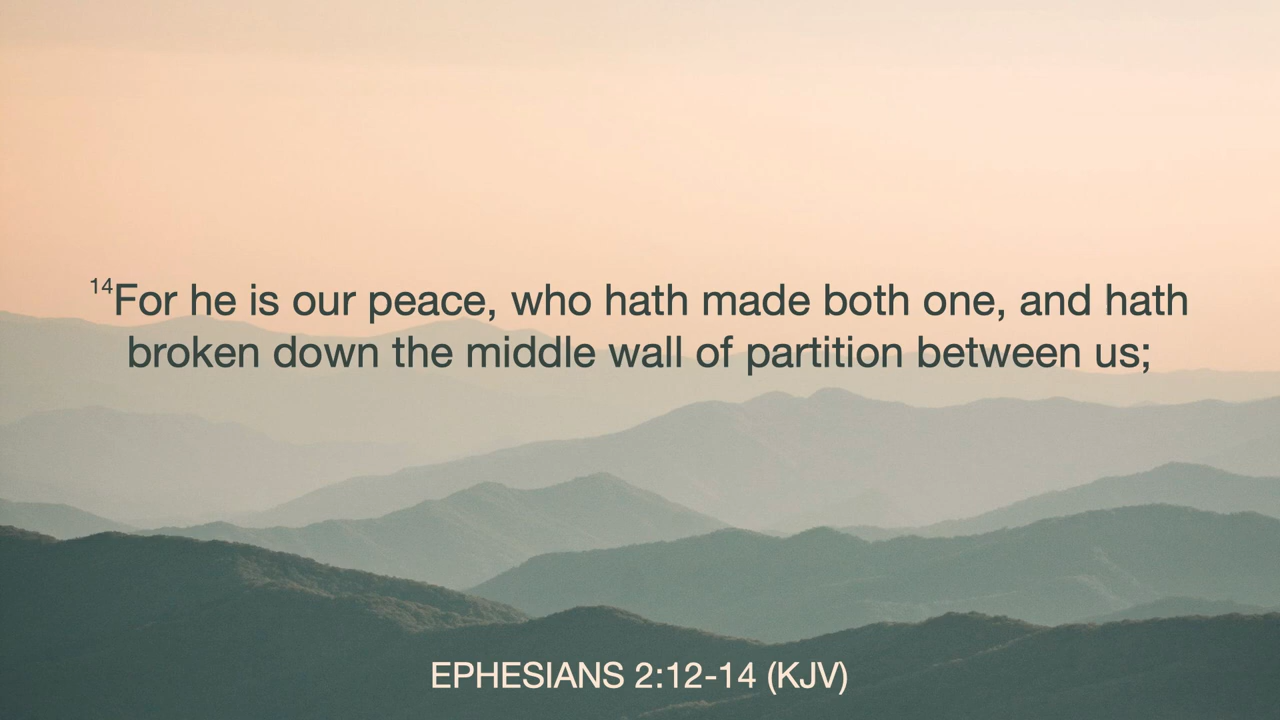 14For he is our peace, who hath made both one, and hath
broken down the middle wall of partition between us;
EPHESIANS 2:12-14 (KJV)